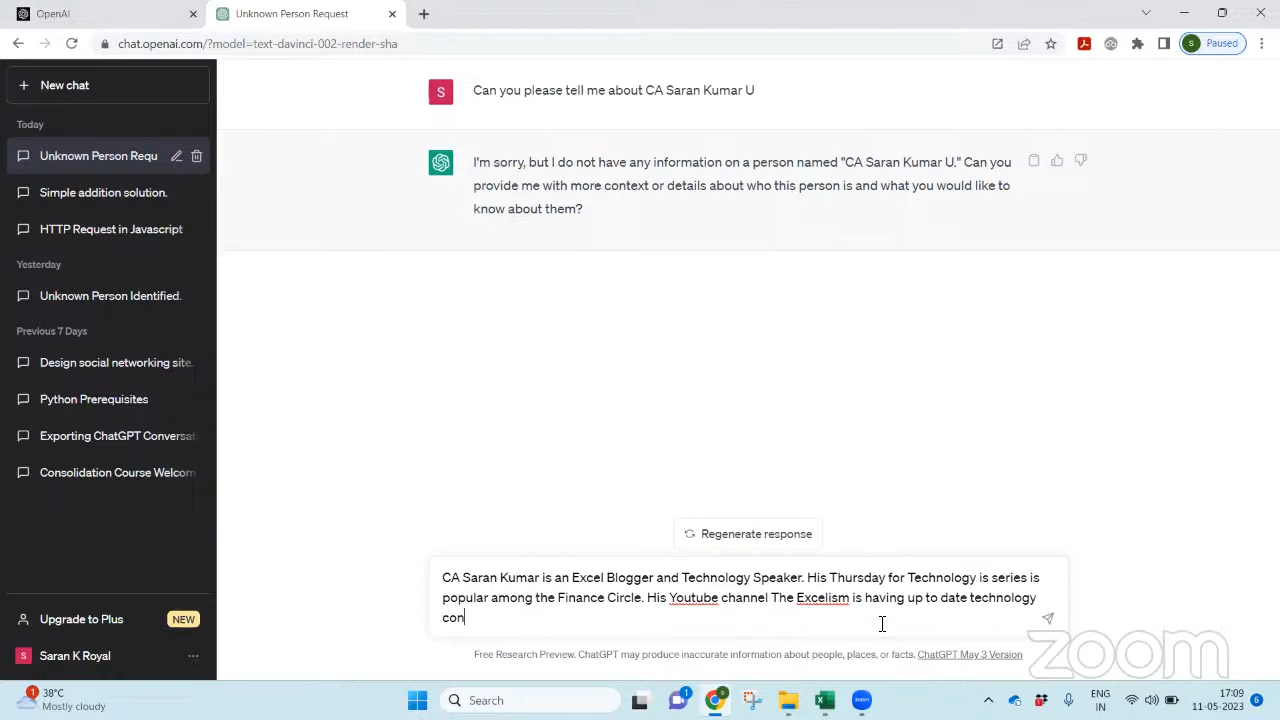 OpenAI
Unknown Person Request
chat.openai.com/?model=text-davinci-002-render-sha
S
Paused
New chat
Today
Unknown Person Requ
Simple addition solution.
HTTP Request in Javascript
Yesterday
Unknown Person Identified.
Previous 7 Days
Design social networking site.
Python Prerequisites
Exporting ChatGPT Conversat
Consolidation Course Welcom
Upgrade to Plus
NEW
S
Saran K Royal
S
Can you please tell me about CA Saran Kumar U
I'm sorry, but I do not have any information on a person named "CA Saran Kumar U." Can you
provide me with more context or details about who this person is and what you would like to
know about them?
Regenerate response
CA Saran Kumar is an Excel Blogger and Technology Speaker. His Thursday for Technology is series is
popular among the Finance Circle. His Youtube channel The Excelism is having up to date technology
con
Free Research Preview. ChatGPT may produce inaccurate information about people, places, or facts. ChatGPT May 3 Version
zoom
1
38°C
Mostly cloudy
Search
1
S
zoom
ENG
IN
17:09
11-05-2023
6